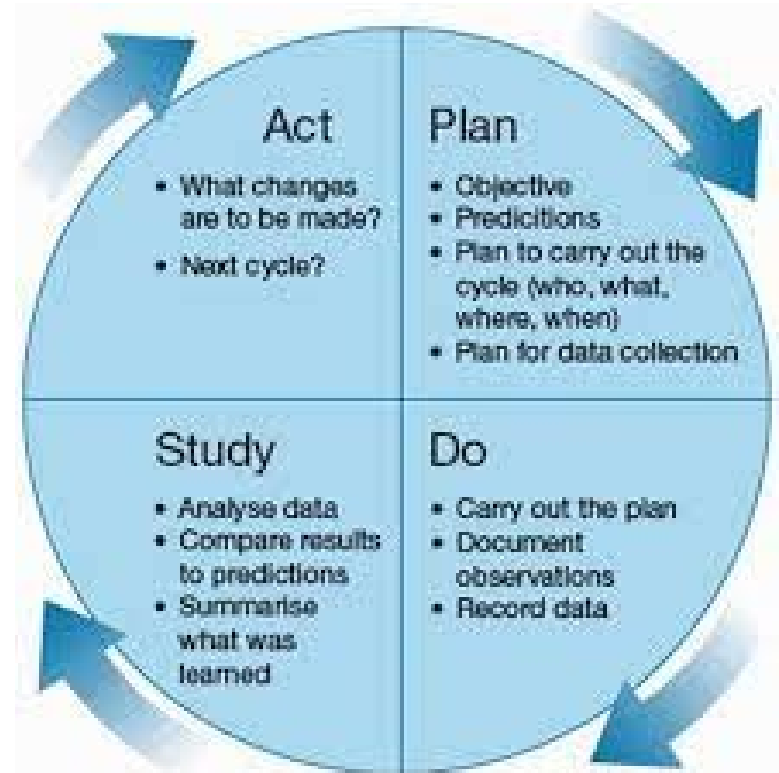 Act
• What changes
are to be made?
• Next cycle?
Plan
• Objective
• Predicitions
• Plan to carry out the
cycle (who, what,
where, when)
• Plan for data collection
Study
• Analyse data
• Compare results
to predictions
• Summarise
what was
learned
Do
• Carry out the plan
• Document
observations
• Record data